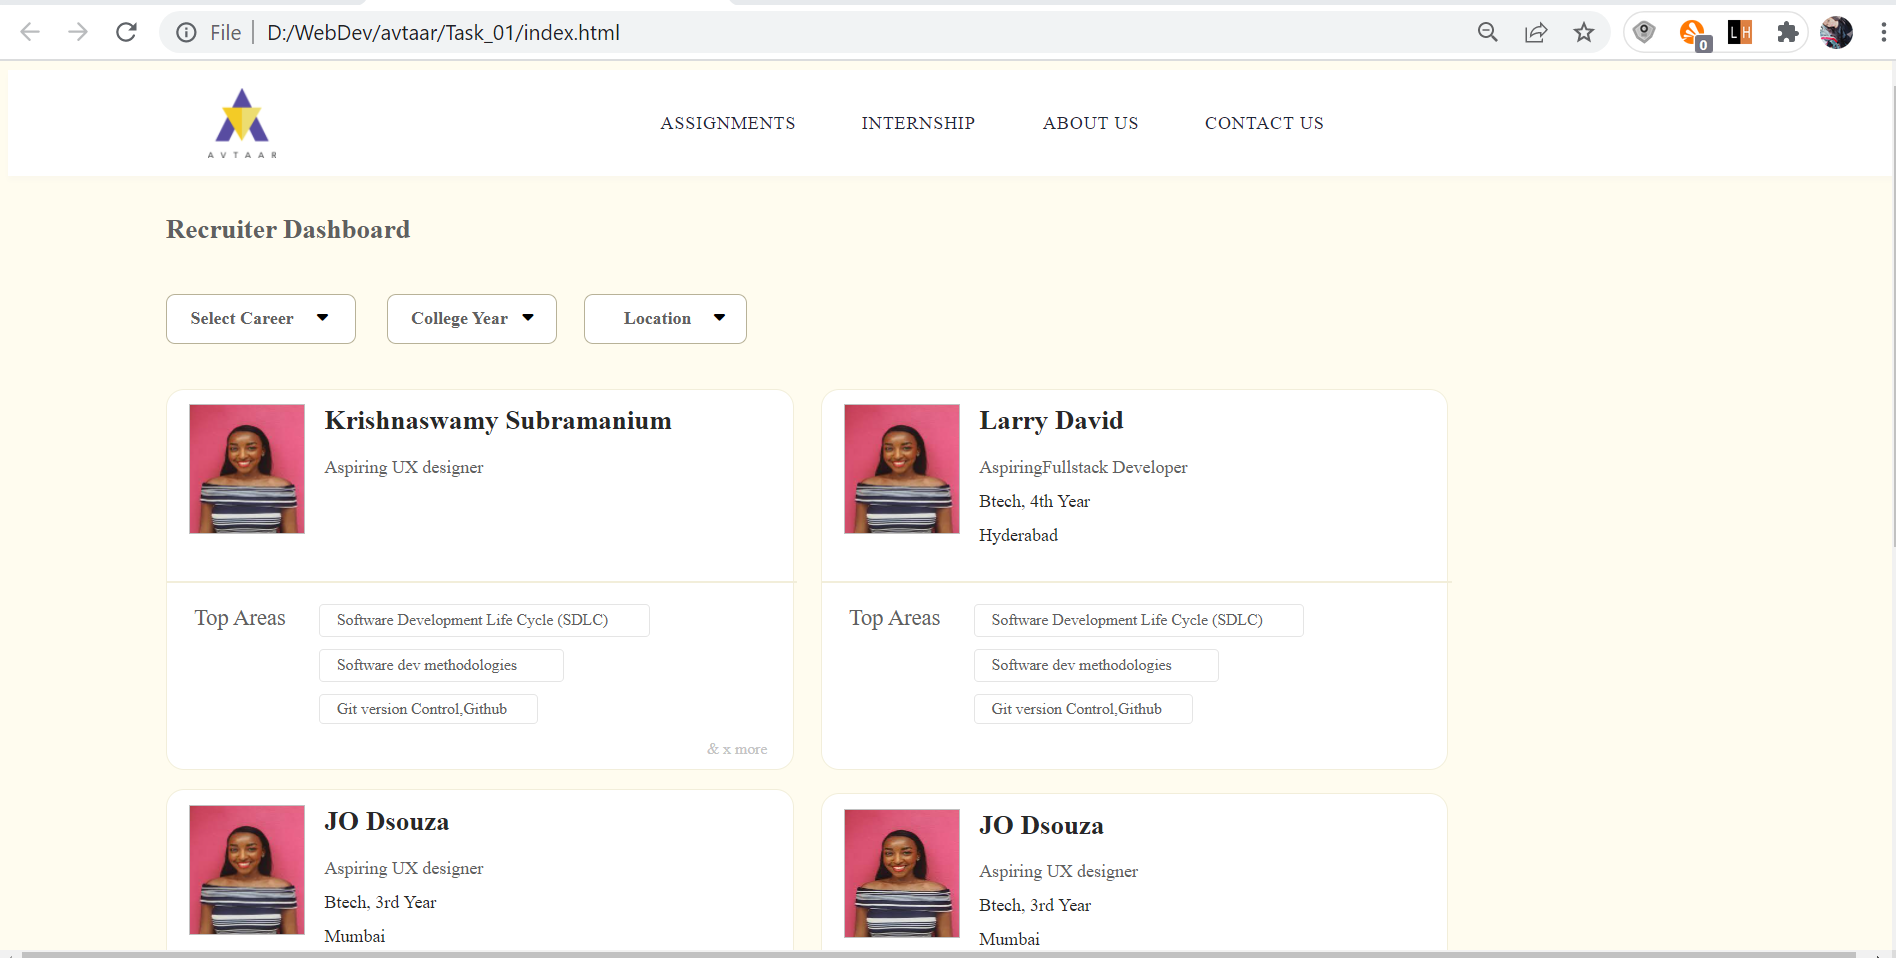 File D:/WebDev/avtaar/Task_01/index.html
0
L H
AVTAAR
ASSIGNMENTS INTERNSHIP ABOUT US CONTACT US
Recruiter Dashboard
Select Career College Year Location
Krishnaswamy Subramanium
Aspiring UX designer
Top Areas
Software Development Life Cycle (SDLC)
Software dev methodologies
Git version Control,Github
& x more
Larry David
AspiringFullstack Developer
Btech, 4th Year
Hyderabad
Top Areas
Software Development Life Cycle (SDLC)
Software dev methodologies
Git version Control,Github
JO Dsouza
Aspiring UX designer
Btech, 3rd Year
Mumbai
JO Dsouza
Aspiring UX designer
Btech, 3rd Year
Mumbai